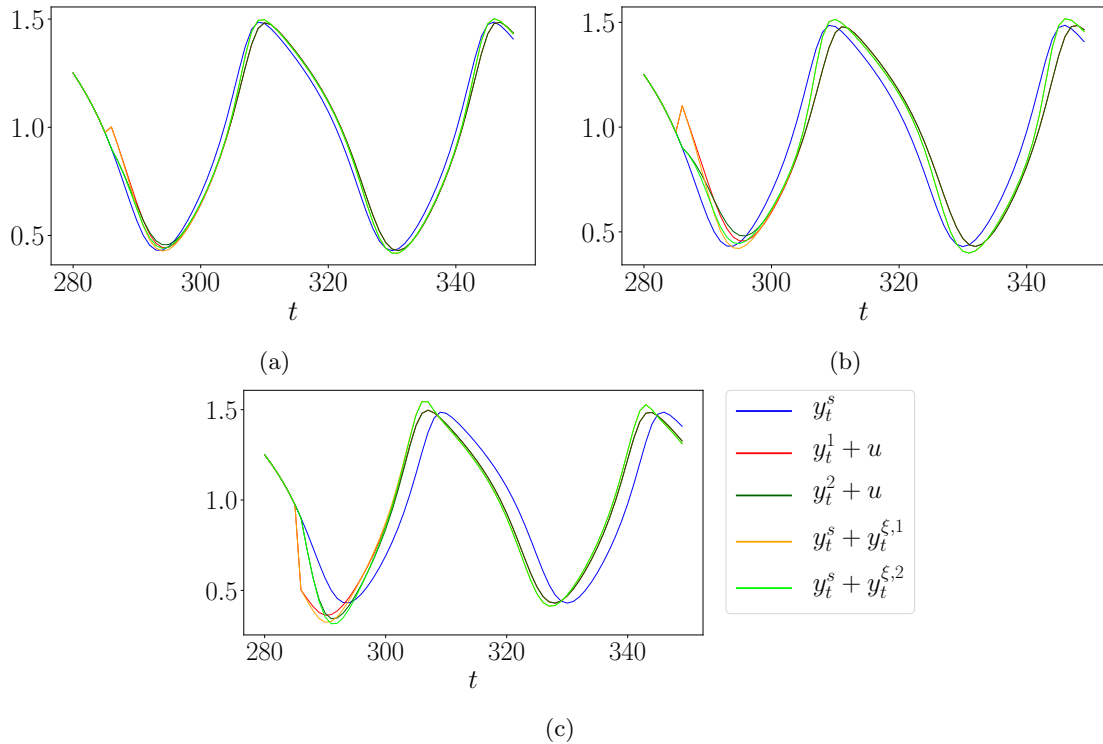 1.5
1.0
0.5
280 300 320 340
t
(a)
1.5
1.0
0.5
280 300 320 340
t
(b)
1.5
1.0
0.5
280 300 320 340
t
(c)
y_t^s
y_t^1 + u
y_t^2 + u
y_t^s + y_t^{ξ,1}
y_t^s + y_t^{ξ,2}